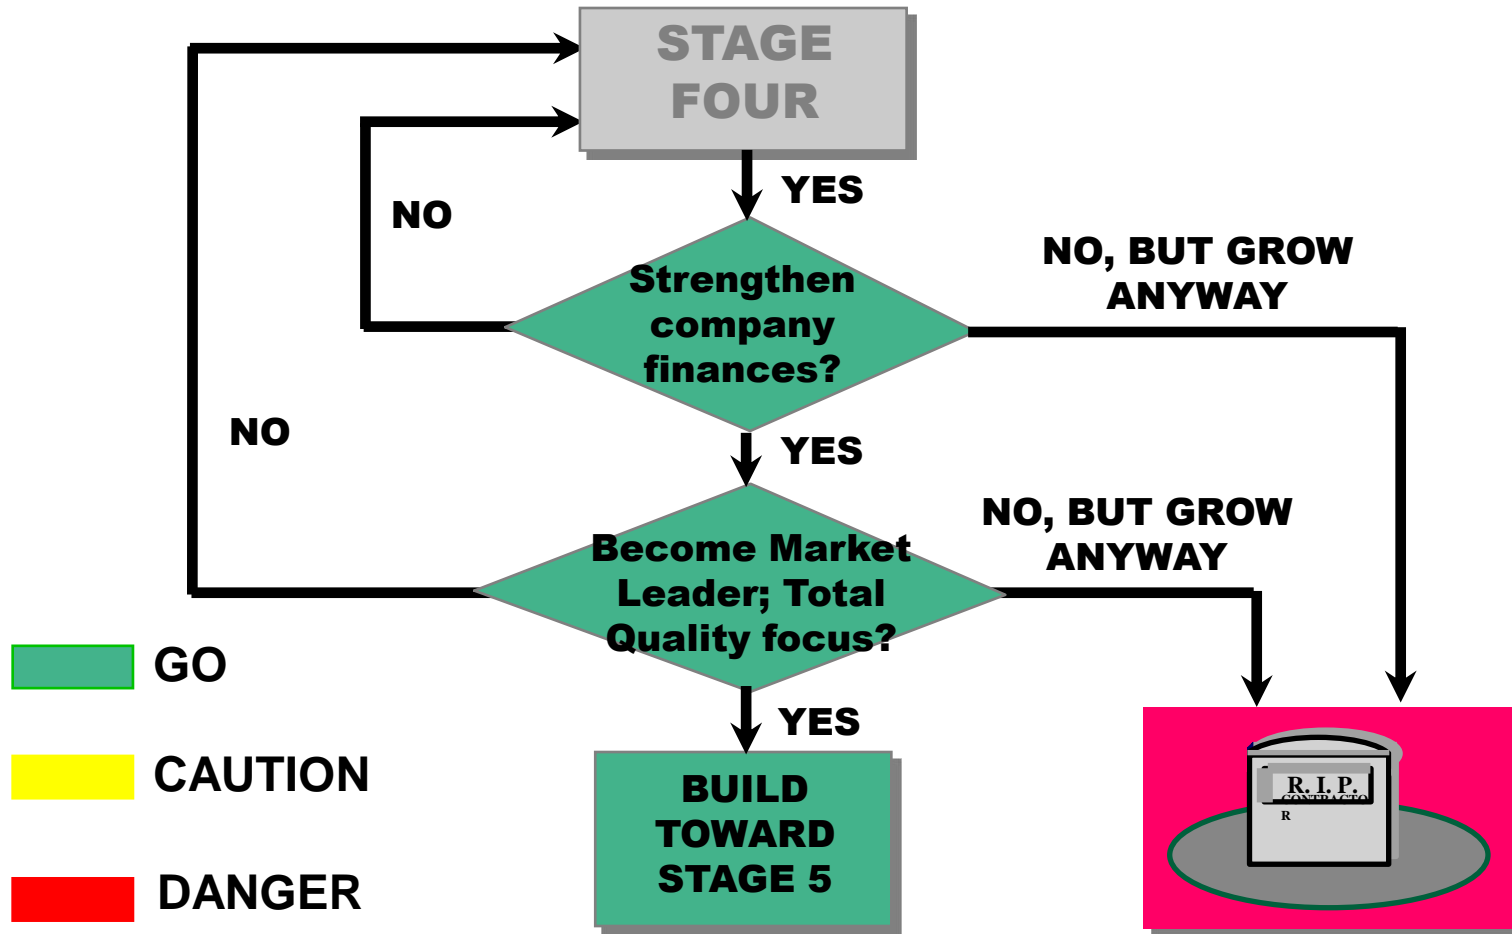 STAGE
FOUR
YES
NO
NO, BUT GROW
ANYWAY
Strengthen
company
finances?
NO
YES
NO, BUT GROW
ANYWAY
Become Market
Leader; Total
Quality focus?
GO
YES
CAUTION
BUILD
TOWARD
STAGE 5
R. I. P.
CONTRACTO
R
DANGER